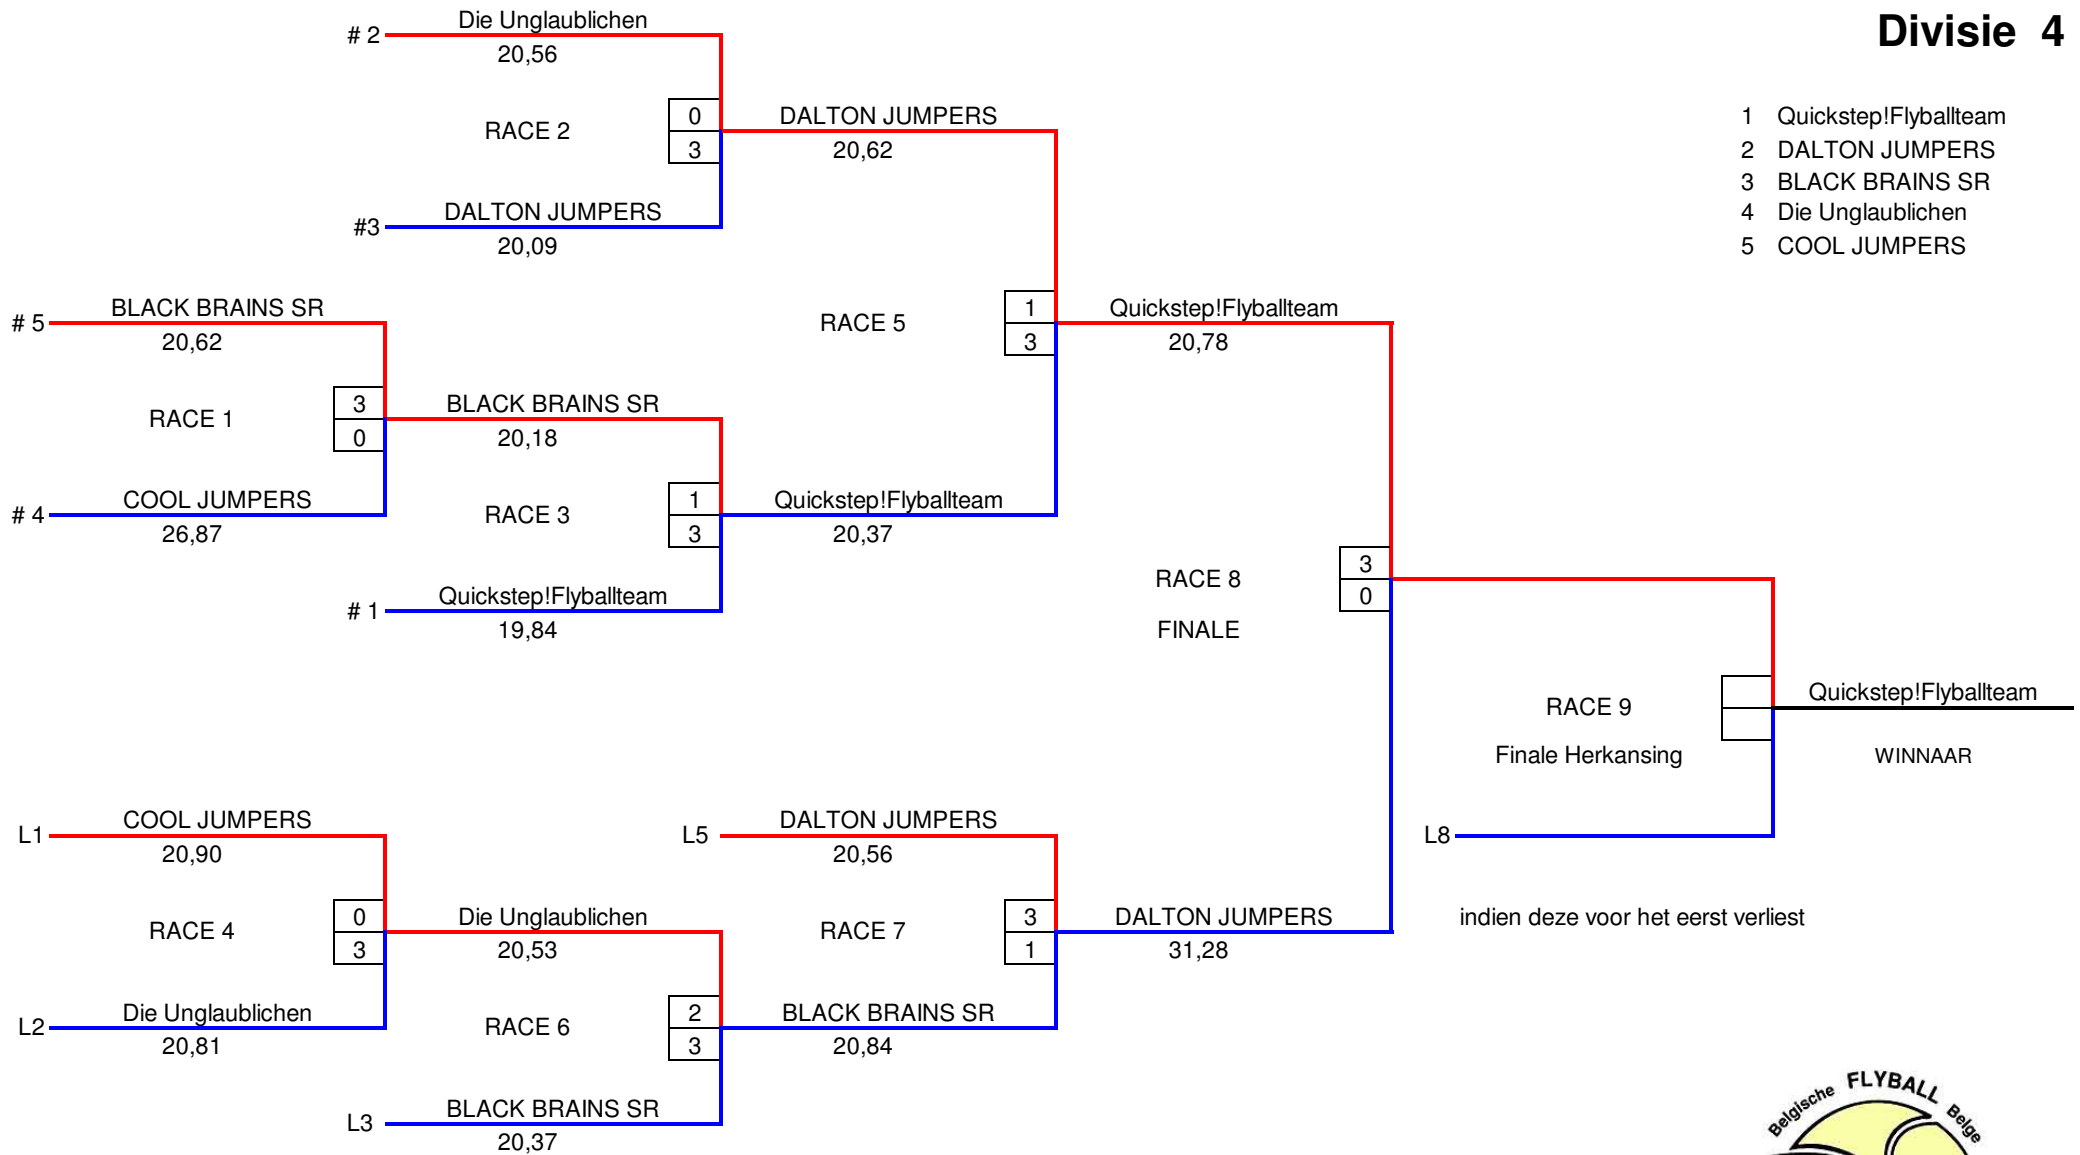 Divisie 4
1 Quickstep!Flyballteam
2 DALTON JUMPERS
3 BLACK BRAINS SR
4 Die Unglaublichen
5 COOL JUMPERS
# 2 Die Unglaublichen
20,56
RACE 2
0
3
#3 DALTON JUMPERS
20,09
DALTON JUMPERS
20,62
# 5 BLACK BRAINS SR
20,62
RACE 1
3
0
# 4 COOL JUMPERS
26,87
BLACK BRAINS SR
20,18
RACE 3
1
3
# 1 Quickstep!Flyballteam
19,84
RACE 5
1
3
Quickstep!Flyballteam
20,37
Quickstep!Flyballteam
20,78
RACE 8
3
0
FINALE
L1 COOL JUMPERS
20,90
RACE 4
0
3
L2 Die Unglaublichen
20,81
Die Unglaublichen
20,53
RACE 6
2
3
L3 BLACK BRAINS SR
20,37
L5 DALTON JUMPERS
20,56
RACE 7
3
1
BLACK BRAINS SR
20,84
DALTON JUMPERS
31,28
RACE 9
Finale Herkansing
Quickstep!Flyballteam
WINNAAR
L8
indien deze voor het eerst verliest
Belgische FLYBALL Belge